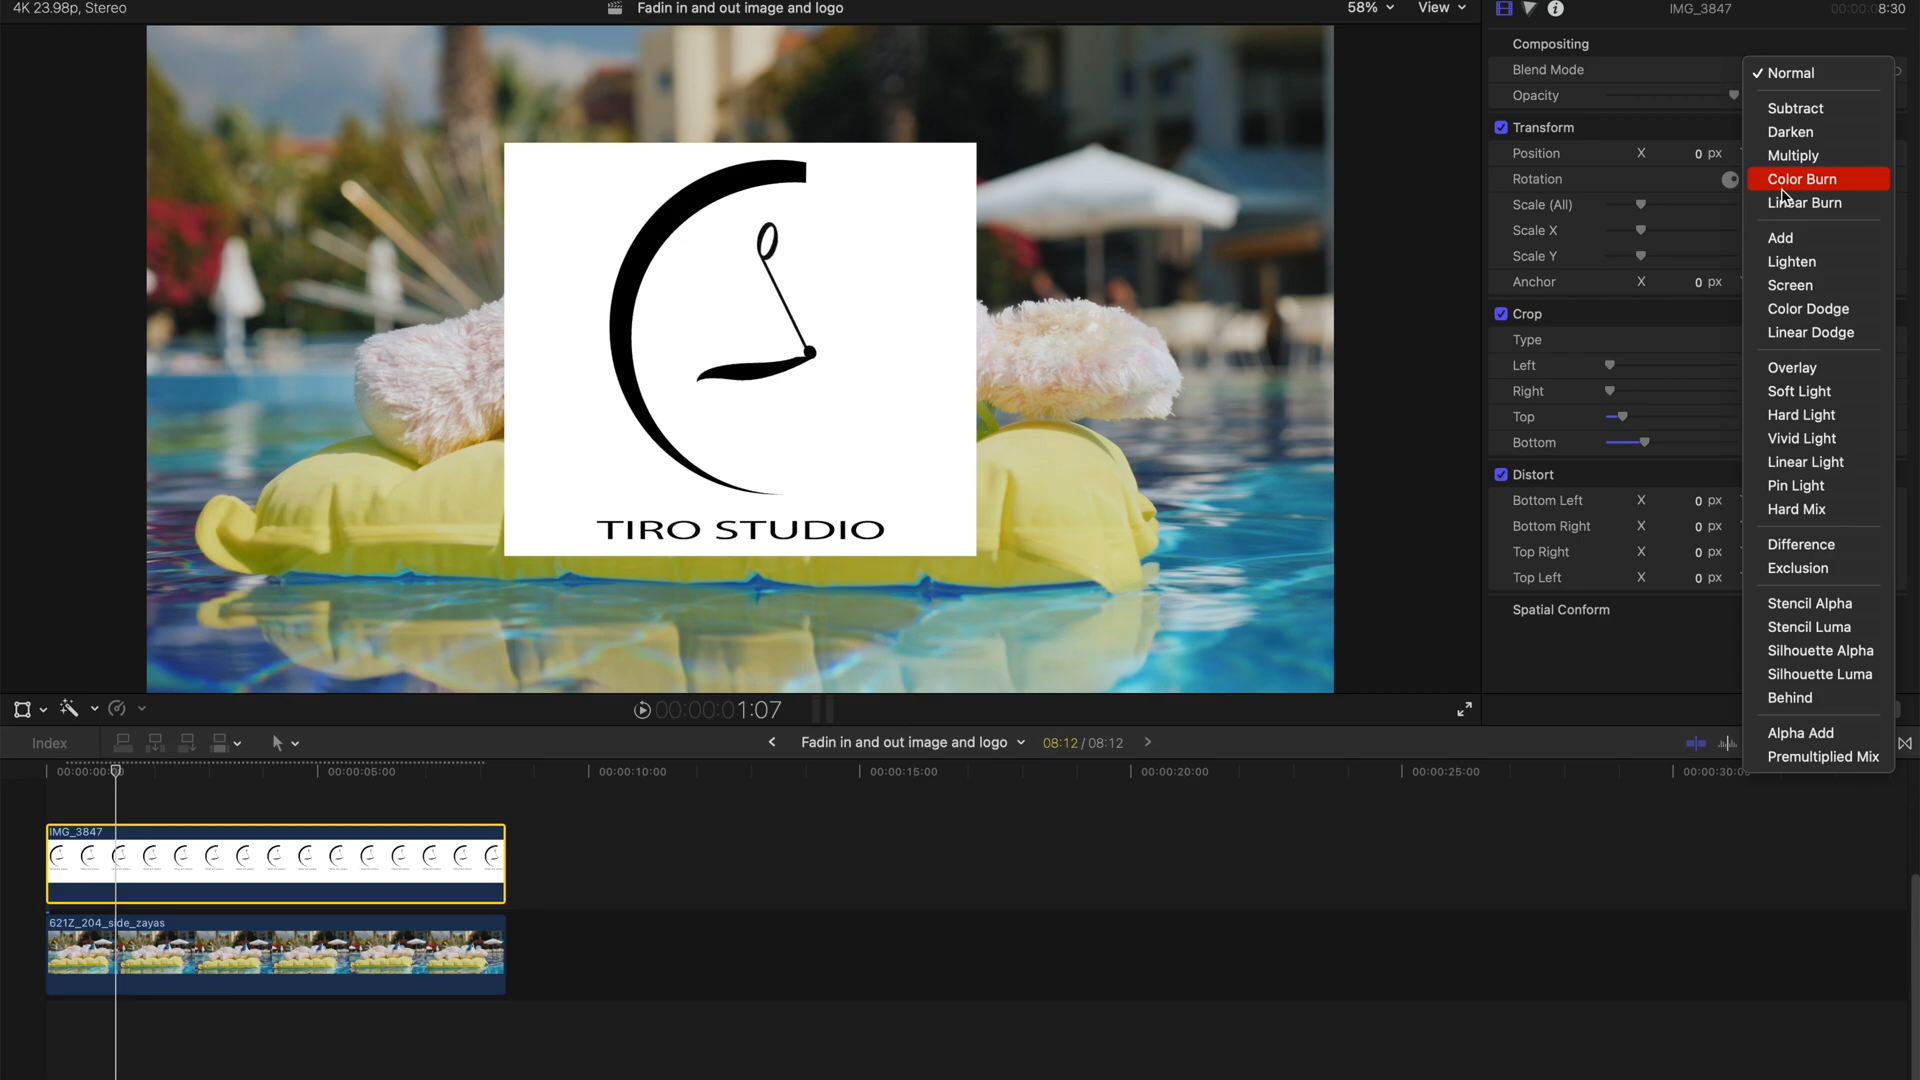 4K 23.98p, Stereo
Fadin in and out image and logo
58%
View
IMG_3847
00:00:08:30
Compositing
Blend Mode
Opacity
Transform
Position X 0 px
Rotation
Scale (All)
Scale X
Scale Y
Anchor X 0 px
Crop
Type
Left
Right
Top
Bottom
Distort
Bottom Left X 0 px
Bottom Right X 0 px
Top Right X 0 px
Top Left X 0 px
Spatial Conform
✓ Normal
Subtract
Darken
Multiply
Color Burn
Linear Burn
Add
Lighten
Screen
Color Dodge
Linear Dodge
Overlay
Soft Light
Hard Light
Vivid Light
Linear Light
Pin Light
Hard Mix
Difference
Exclusion
Stencil Alpha
Stencil Luma
Silhouette Alpha
Silhouette Luma
Behind
Alpha Add
Premultiplied Mix
TIRO STUDIO
00:00:01:07
Index
Fadin in and out image and logo
08:12 / 08:12
00:00:05:00
00:00:10:00
00:00:15:00
00:00:20:00
00:00:25:00
IMG_3847
621Z_204_side_zayas